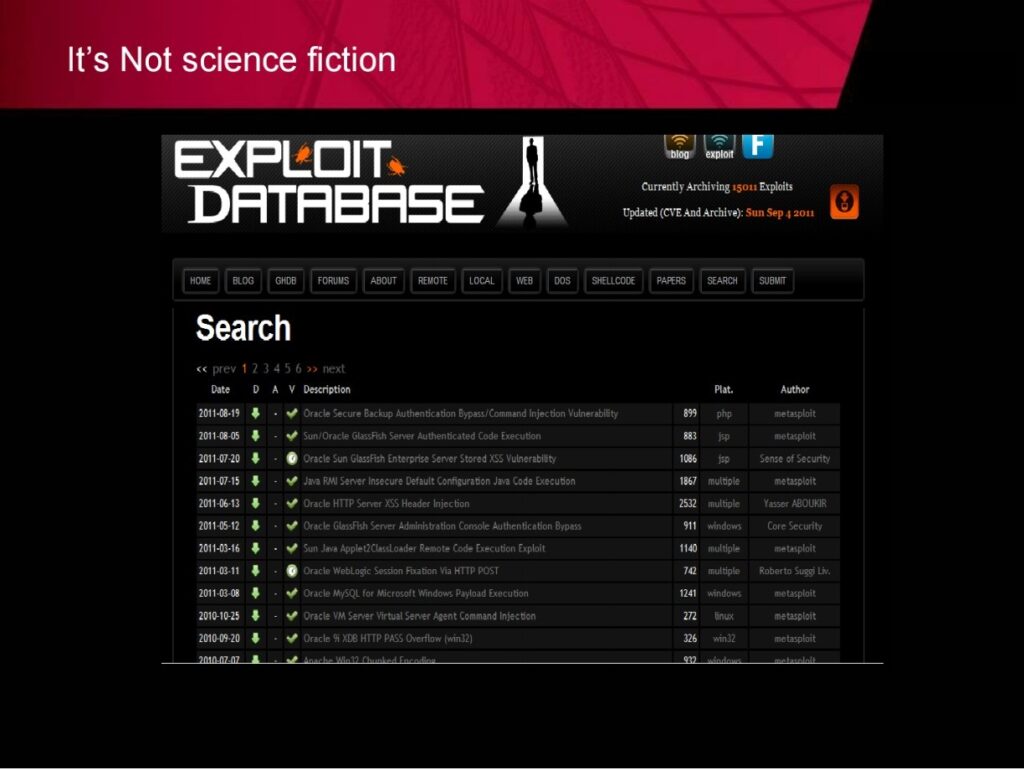 It's Not science fiction
EXPLOIT
DATABASE
blog exploit F
Currently Archiving 15011 Exploits
Updated (CVE And Archive): Sun Sep 4 2011
HOME BLOG GHDB FORUMS ABOUT REMOTE LOCAL WEB DOS SHELLCODE PAPERS SEARCH SUBMIT
Search
<< prev 1 2 3 4 5 6 >> next
Date D A V Description Plat. Author
2011-08-19 - Oracle Secure Backup Authentication Bypass/Command Injection Vulnerability 899 php metasploit
2011-08-05 - Sun/Oracle GlassFish Server Authenticated Code Execution 883 jsp metasploit
2011-07-20 - Oracle Sun GlassFish Enterprise Server Stored XSS Vulnerability 1086 jsp Sense of Security
2011-07-15 - Java RMI Server Insecure Default Configuration Java Code Execution 1867 multiple metasploit
2011-06-13 - Oracle HTTP Server XSS Header Injection 2532 multiple Yasser ABOUKIR
2011-05-12 - Oracle GlassFish Server Administration Console Authentication Bypass 911 windows Core Security
2011-03-16 - Sun Java Applet2ClassLoader Remote Code Execution Exploit 1140 multiple metasploit
2011-03-11 - Oracle WebLogic Session Fixation Via HTTP POST 742 multiple Roberto Suggi Liv.
2011-03-08 - Oracle MySQL for Microsoft Windows Payload Execution 1241 windows metasploit
2010-10-25 - Oracle VM Server Virtual Server Agent Command Injection 272 linux metasploit
2010-09-20 - Oracle 9i XDB HTTP PASS Overflow (win32) 326 win32 metasploit
2010-07-07 - Apache Win32 Chunked Encoding 932 windows metasploit